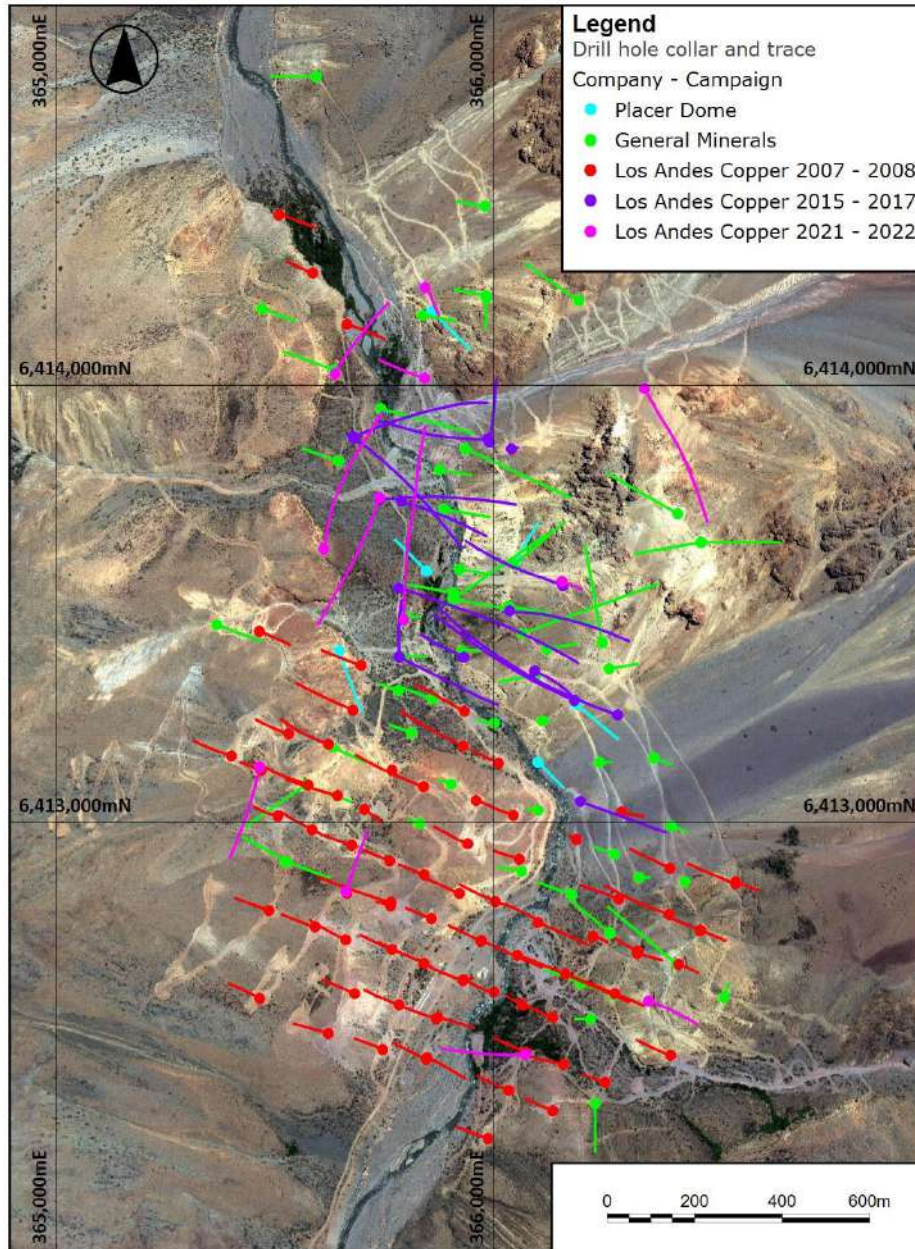 365,000mE
366,000mE
Legend
Drill hole collar and trace
Company - Campaign
Placer Dome
General Minerals
Los Andes Copper 2007 - 2008
Los Andes Copper 2015 - 2017
Los Andes Copper 2021 - 2022
6,414,000mN
6,414,000mN
6,413,000mN
6,413,000mN
365,000mE
366,000mE
0 200 400 600m